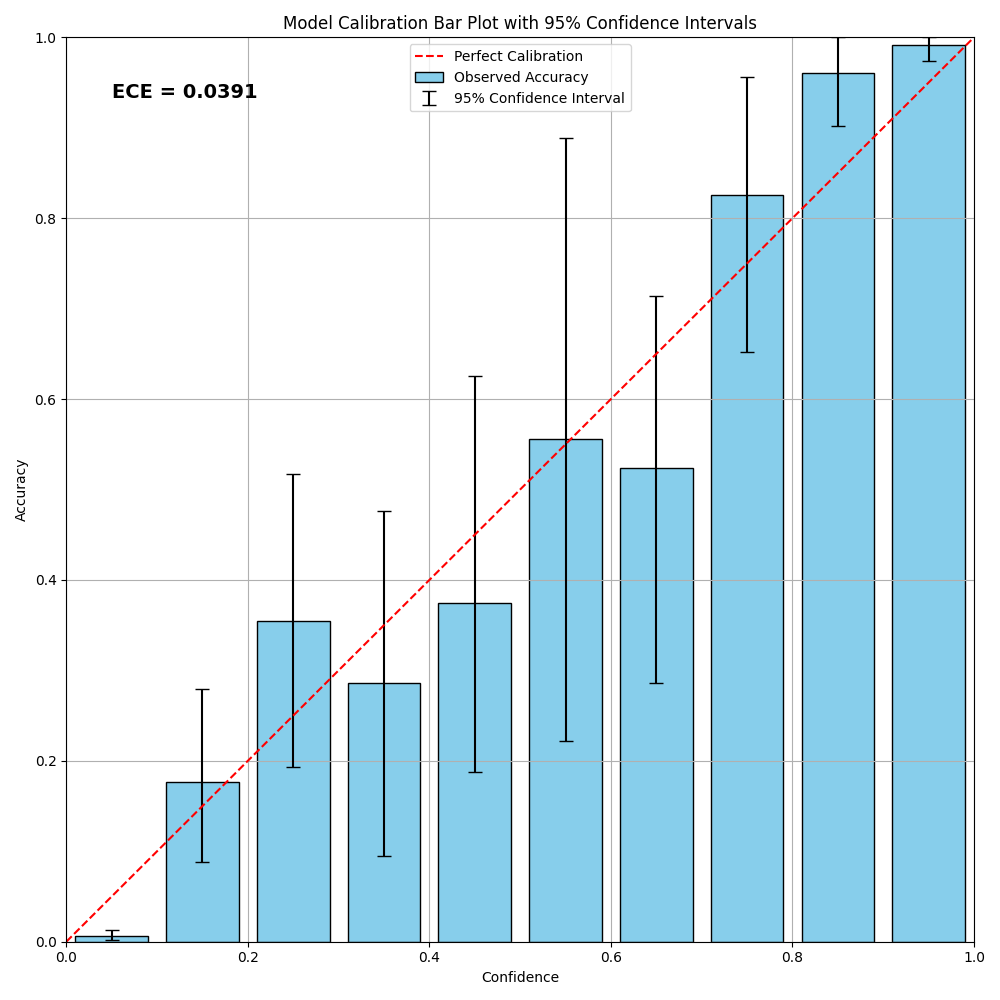 Model Calibration Bar Plot with 95% Confidence Intervals
Perfect Calibration
Observed Accuracy
95% Confidence Interval
ECE = 0.0391
Accuracy
1.0
0.8
0.6
0.4
0.2
0.0
0.0 0.2 0.4 0.6 0.8 1.0
Confidence